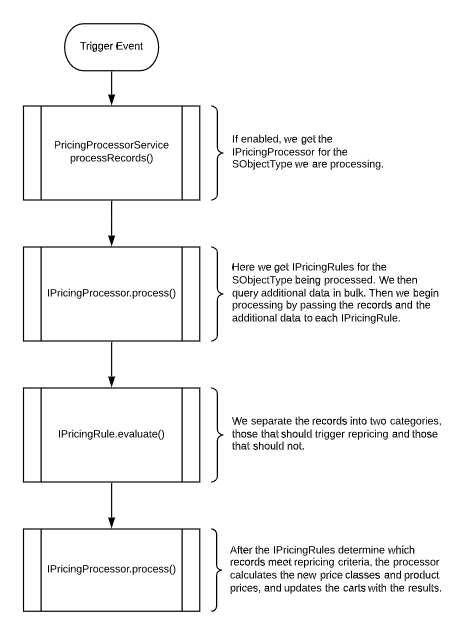 Trigger Event
PricingProcessorService
processRecords()
If enabled, we get the
IPricingProcessor for the
SObjectType we are processing.
IPricingProcessor.process()
Here we get IPricingRules for the
SObjectType being processed. We then
query additional data in bulk. Then we begin
processing by passing the records and the
additional data to each IPricingRule.
IPricingRule.evaluate()
We separate the records into two categories,
those that should trigger repricing and those
that should not.
IPricingProcessor.process()
After the IPricingRules determine which
records meet repricing criteria, the processor
calculates the new price classes and product
prices, and updates the carts with the results.